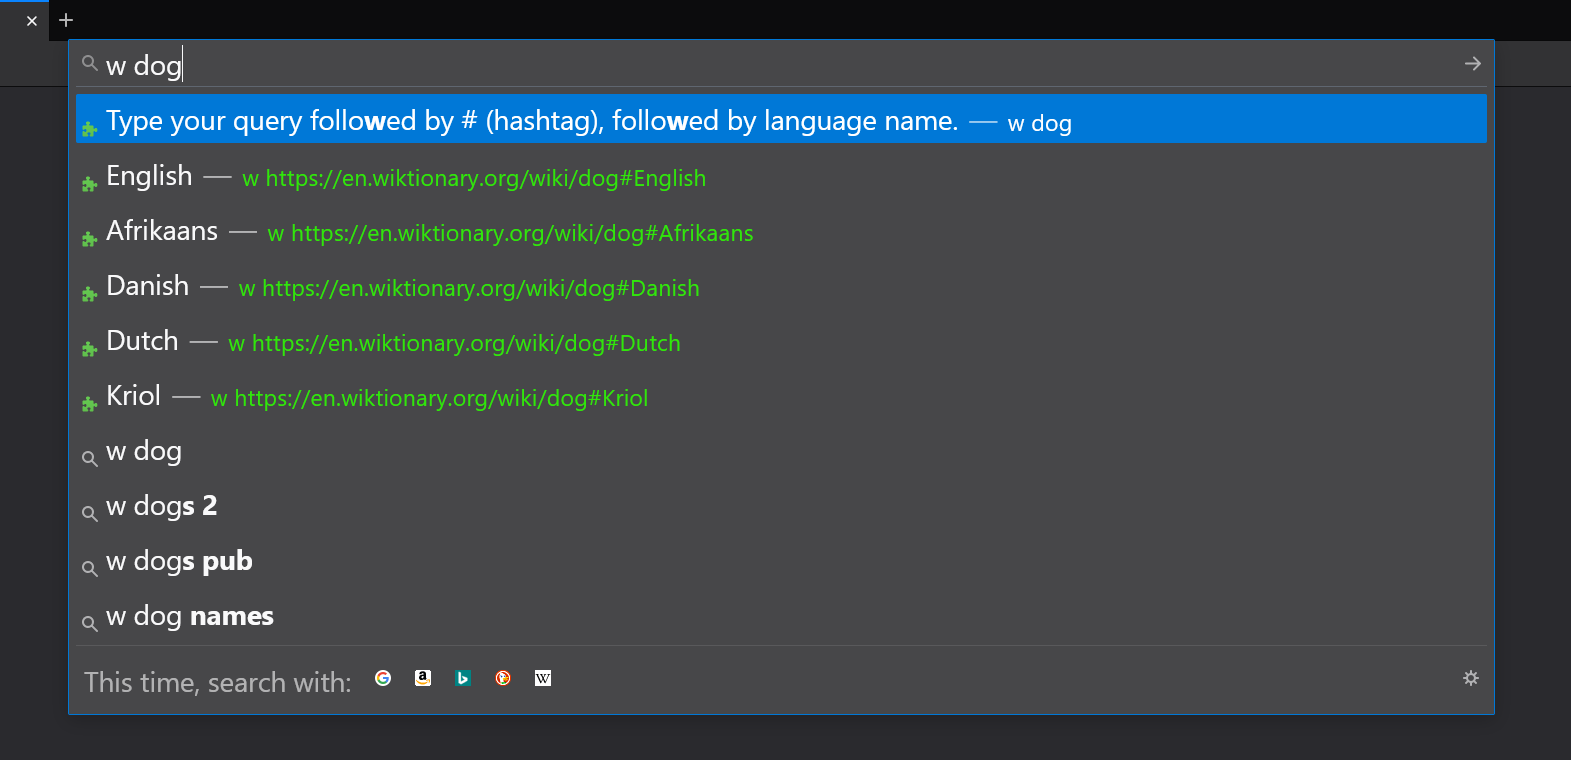 w dog
Type your query followed by # (hashtag), followed by language name. — w dog
English — w https://en.wiktionary.org/wiki/dog#English
Afrikaans — w https://en.wiktionary.org/wiki/dog#Afrikaans
Danish — w https://en.wiktionary.org/wiki/dog#Danish
Dutch — w https://en.wiktionary.org/wiki/dog#Dutch
Kriol — w https://en.wiktionary.org/wiki/dog#Kriol
w dog
w dogs 2
w dogs pub
w dog names
This time, search with: G a b W